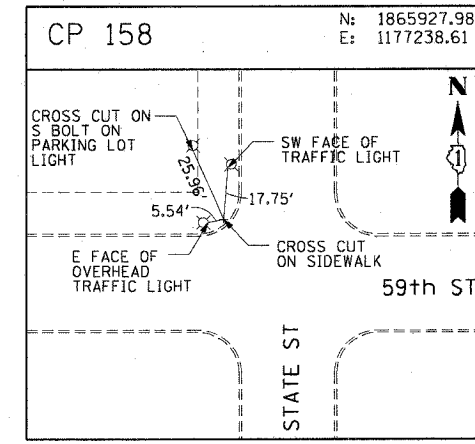 CP 158
N: 1865927.98
E: 1177238.61
N
1
CROSS CUT ON
S BOLT ON
PARKING LOT
LIGHT
25.96'
SW FACE OF
TRAFFIC LIGHT
17.75'
5.54'
E FACE OF
OVERHEAD
TRAFFIC LIGHT
CROSS CUT
ON SIDEWALK
59th ST
STATE ST